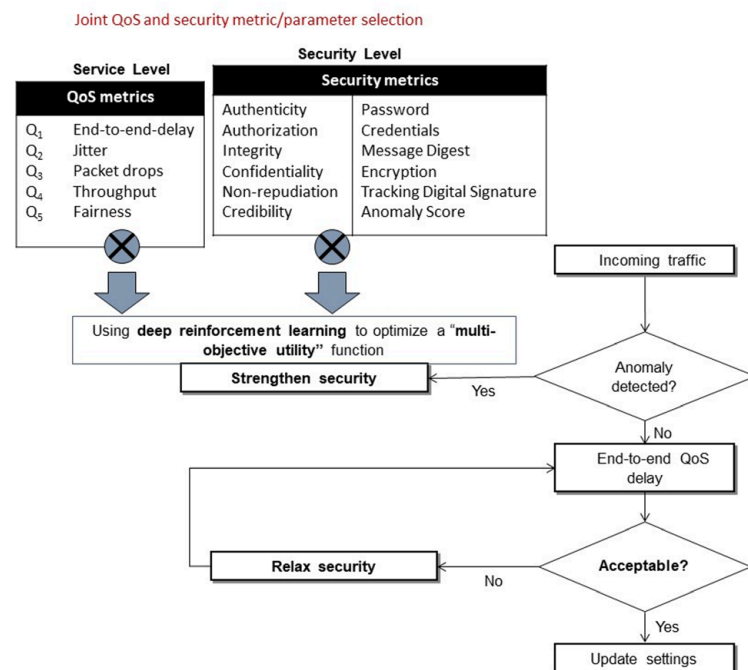 Joint QoS and security metric/parameter selection
Service Level
QoS metrics
Q1 End-to-end-delay
Q2 Jitter
Q3 Packet drops
Q4 Throughput
Q5 Fairness
Security Level
Security metrics
Authenticity Password
Authorization Credentials
Integrity Message Digest
Confidentiality Encryption
Non-repudiation Tracking Digital Signature
Credibility Anomaly Score
Using deep reinforcement learning to optimize a “multi-
objective utility” function
Strengthen security
Incoming traffic
Anomaly
detected?
Yes
No
End-to-end QoS
delay
Acceptable?
No
Relax security
Yes
Update settings